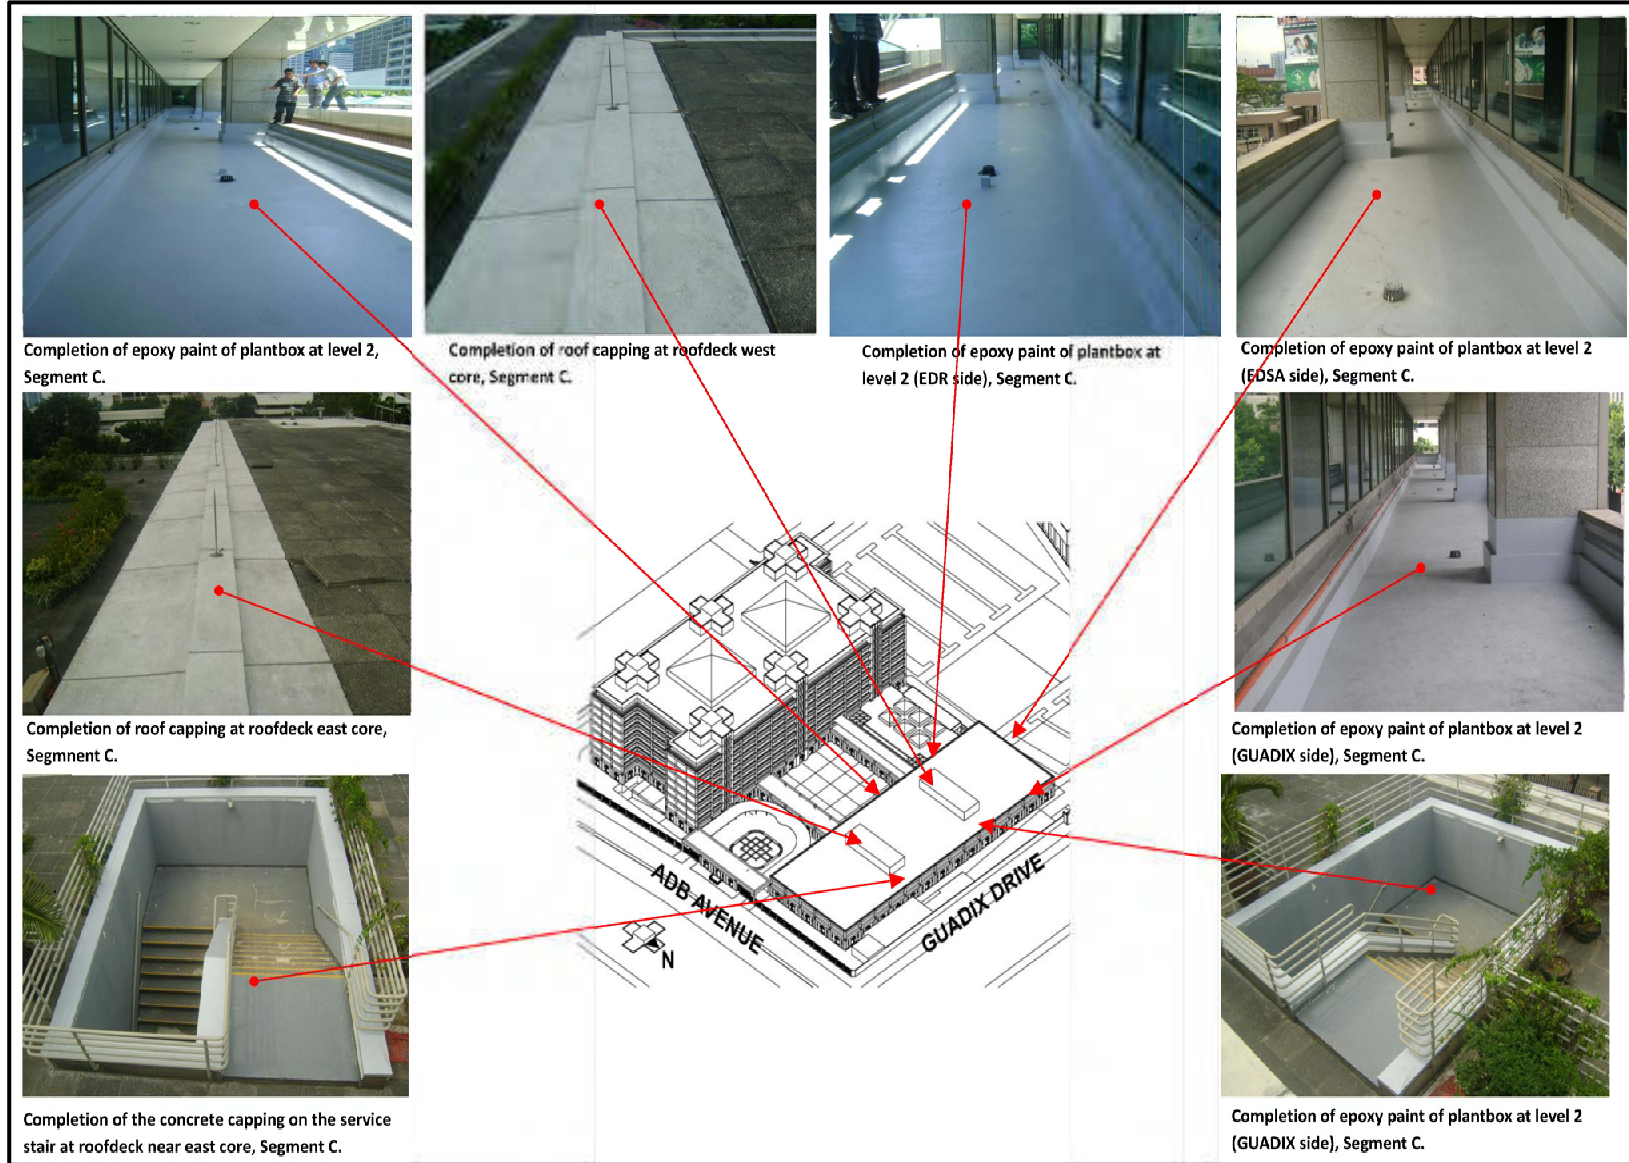 Completion of epoxy paint of plantbox at level 2,
Segment C.
Completion of roof capping at roofdeck west
core, Segment C.
Completion of epoxy paint of plantbox at
level 2 (EDR side), Segment C.
Completion of epoxy paint of plantbox at level 2
(EDSA side), Segment C.
Completion of roof capping at roofdeck east core,
Segmnent C.
Completion of epoxy paint of plantbox at level 2
(GUADIX side), Segment C.
ADB AVENUE
GUADIX DRIVE
N
Completion of the concrete capping on the service
stair at roofdeck near east core, Segment C.
Completion of epoxy paint of plantbox at level 2
(GUADIX side), Segment C.